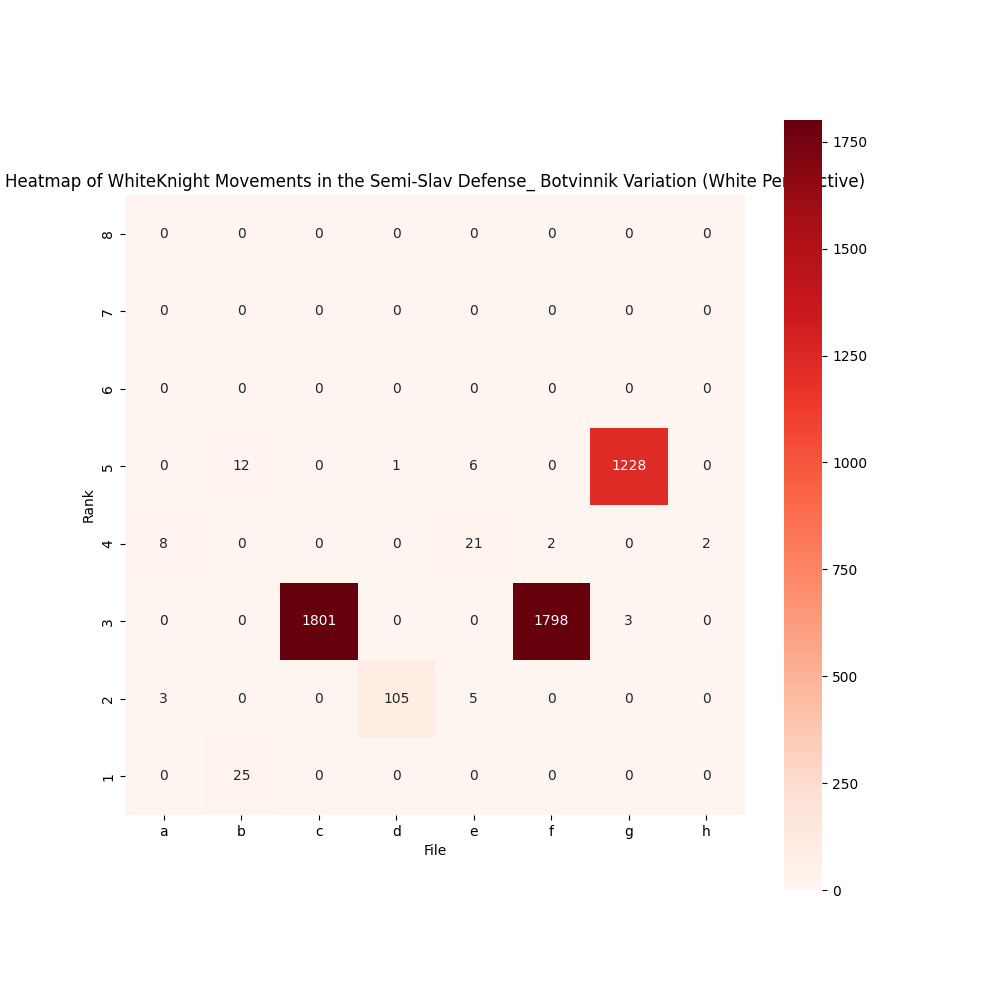 Heatmap of WhiteKnight Movements in the Semi-Slav Defense_ Botvinnik Variation (White Perspective)
Rank
8 0 0 0 0 0 0 0 0
7 0 0 0 0 0 0 0 0
6 0 0 0 0 0 0 0 0
5 0 12 0 1 6 0 1228 0
4 8 0 0 0 21 2 0 2
3 0 0 1801 0 0 1798 3 0
2 3 0 0 105 5 0 0 0
1 0 25 0 0 0 0 0 0
a b c d e f g h
File
1750
1500
1250
1000
750
500
250
0